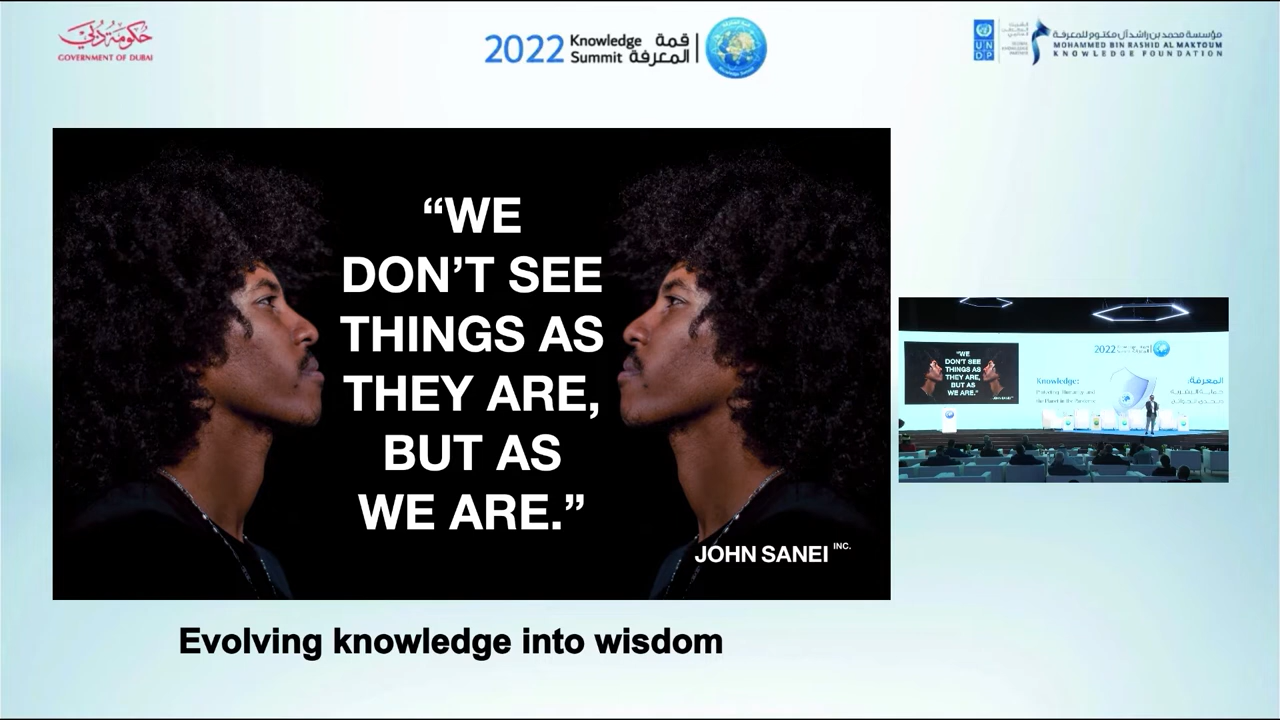 حكومة دبي
GOVERNMENT OF DUBAI
2022 Knowledge Summit
قمة المعرفة
U N
D P
مؤسسة محمد بن راشد آل مكتوم للمعرفة
MOHAMMED BIN RASHID AL MAKTOUM
KNOWLEDGE FOUNDATION
“WE
DON’T SEE
THINGS AS
THEY ARE,
BUT AS
WE ARE.”
JOHN SANEI INC.
2022
“WE
DON’T SEE
THINGS AS
THEY ARE,
BUT AS
WE ARE.”
Knowledge:
المعرفة:
Evolving knowledge into wisdom